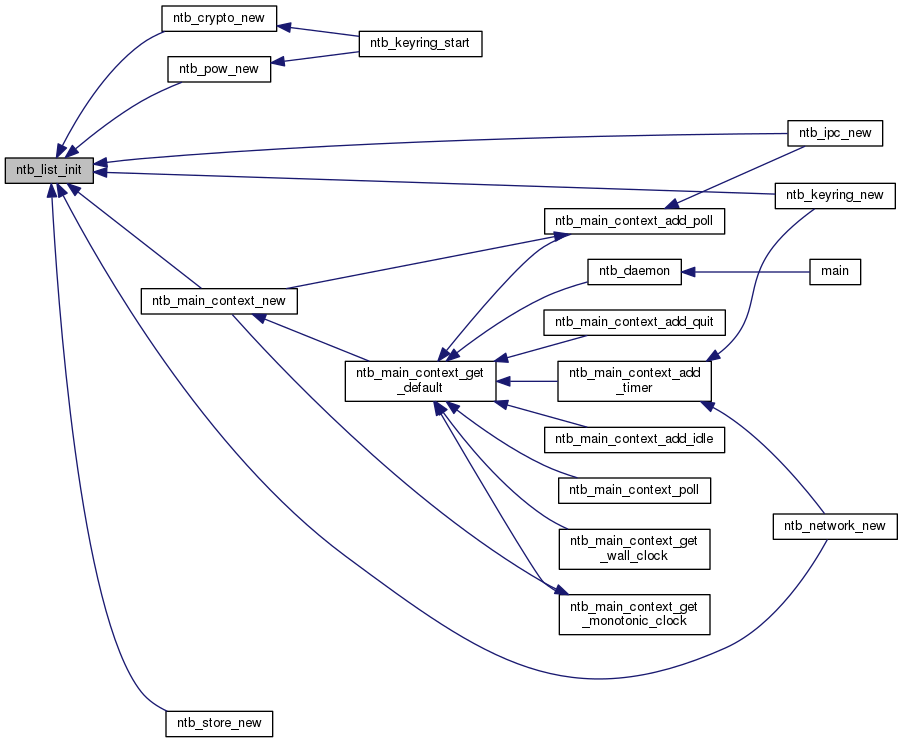 ntb_crypto_new
ntb_keyring_start
ntb_pow_new
ntb_ipc_new
ntb_list_init
ntb_keyring_new
ntb_main_context_add_poll
ntb_daemon
main
ntb_main_context_new
ntb_main_context_add_quit
ntb_main_context_get
_default
ntb_main_context_add
_timer
ntb_main_context_add_idle
ntb_main_context_poll
ntb_network_new
ntb_main_context_get
_wall_clock
ntb_main_context_get
_monotonic_clock
ntb_store_new